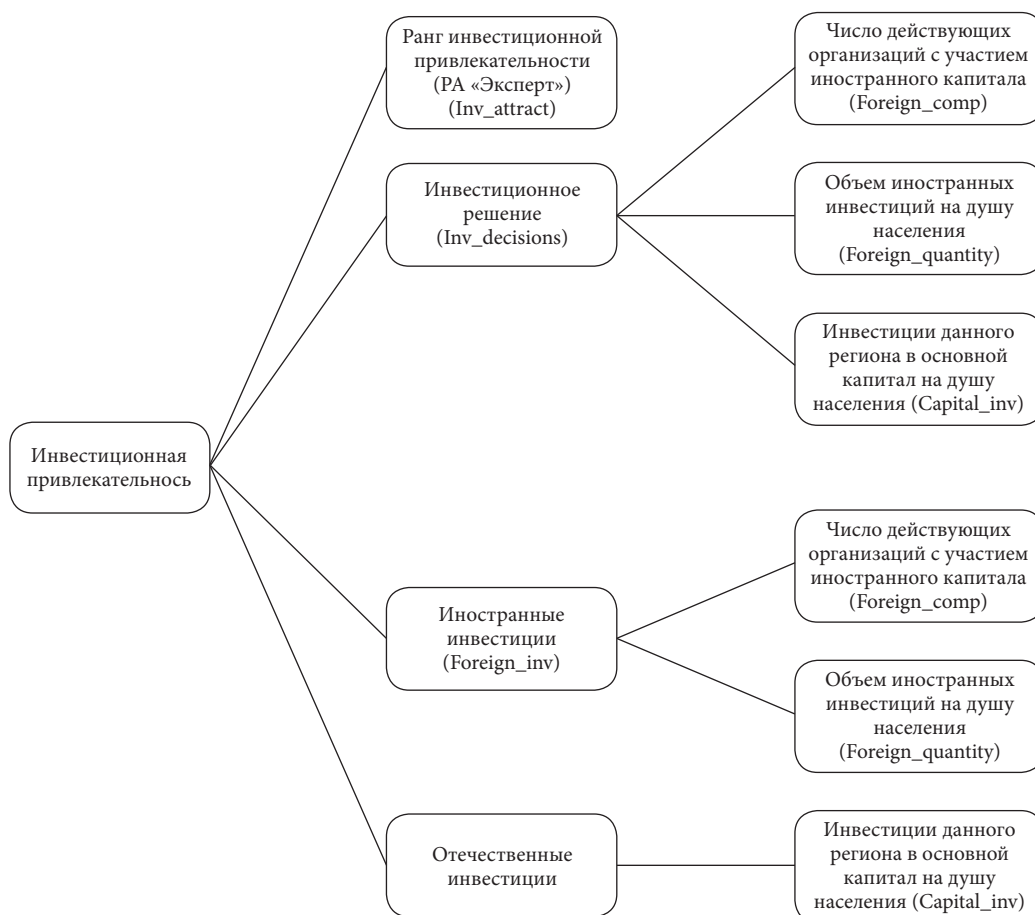 Ранг инвестиционной
привлекательности
(РА «Эксперт»)
(Inv_attract)
Число действующих
организаций с участием
иностранного капитала
(Foreign_comp)
Инвестиционное
решение
(Inv_decisions)
Объем иностранных
инвестиций на душу
населения
(Foreign_quantity)
Инвестиции данного
региона в основной
капитал на душу
населения (Capital_inv)
Инвестиционная
привлекательнось
Число действующих
организаций с участием
иностранного капитала
(Foreign_comp)
Иностранные
инвестиции
(Foreign_inv)
Объем иностранных
инвестиций на душу
населения
(Foreign_quantity)
Отечественные
инвестиции
Инвестиции данного
региона в основной
капитал на душу
населения (Capital_inv)